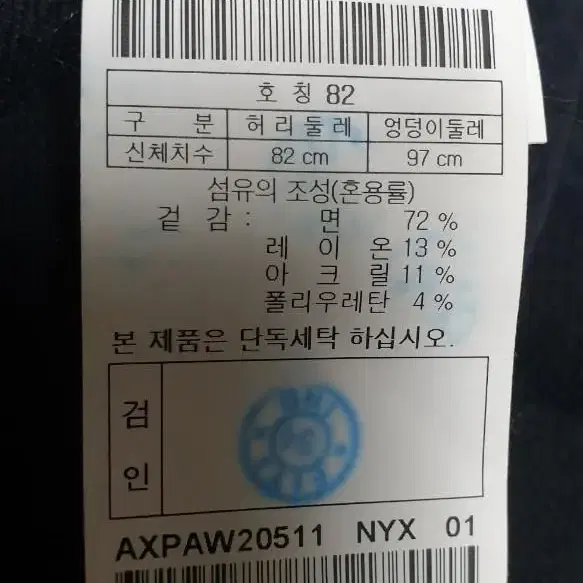 호칭 82
구 분 허리둘레 엉덩이둘레
신체치수 82 cm 97 cm
섬유의 조성(혼용률)
겉 감 : 면 72 %
레 이 온 13 %
아 크 릴 11 %
폴리우레탄 4 %
본 제품은 단독세탁 하십시오.
검
인
AXPAW20511 NYX 01